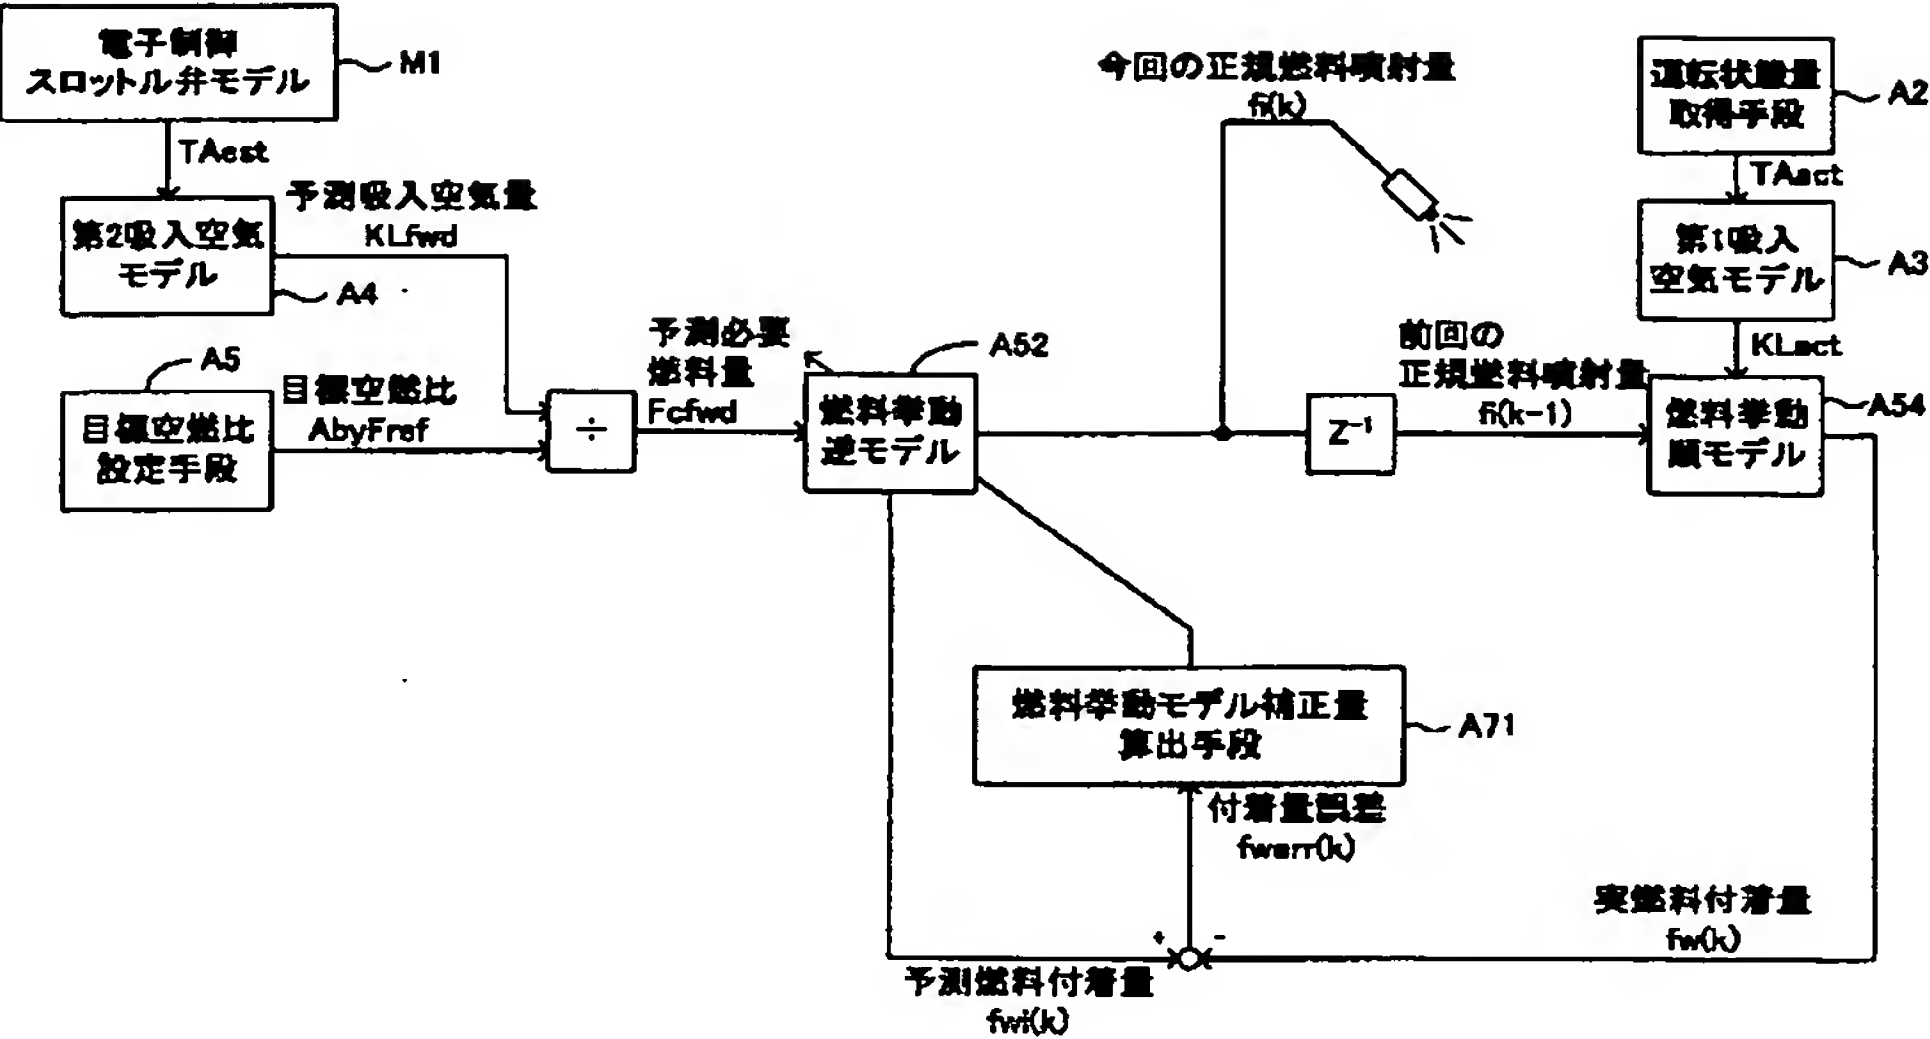 電子制御
スロットル弁モデル
M1
TAest
第2吸入空気
モデル
A4
予測吸入空気量
KLfwd
A5
目標空燃比
設定手段
目標空燃比
AbyFref
÷
予測必要
燃料量
Fcfwd
A52
燃料挙動
逆モデル
今回の正規燃料噴射量
fi(k)
Z⁻¹
前回の
正規燃料噴射量
fi(k-1)
運転状態量
取得手段
A2
TAact
第1吸入
空気モデル
A3
KLact
燃料挙動
順モデル
A54
燃料挙動モデル補正量
算出手段
A71
付着量誤差
fwerr(k)
+
-
実燃料付着量
fw(k)
予測燃料付着量
fwi(k)